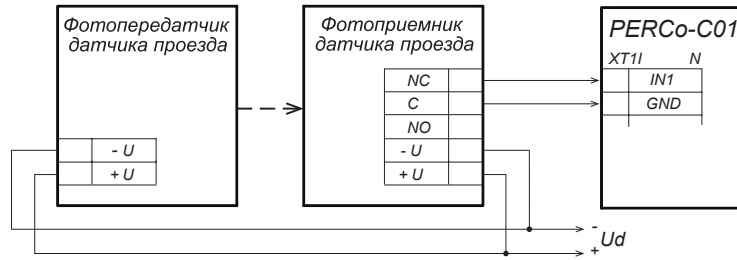 Фотопередатчик
датчика проезда
- U
+ U
Фотоприемник
датчика проезда
NC
C
NO
- U
+ U
PERCo-C01
XT1I N
IN1
GND
-
+
Ud